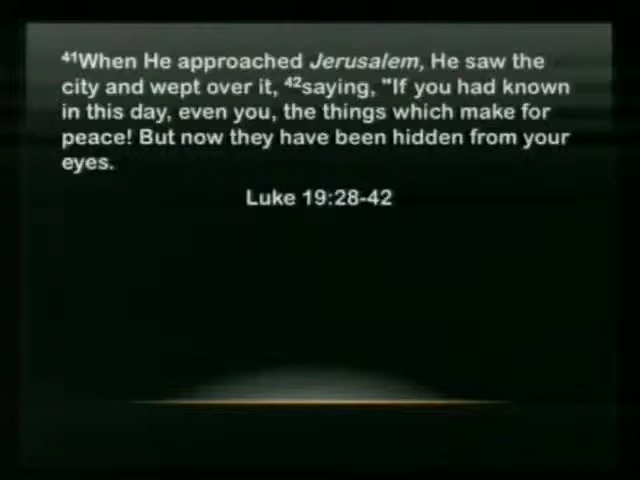 ⁴¹When He approached Jerusalem, He saw the
city and wept over it, ⁴²saying, "If you had known
in this day, even you, the things which make for
peace! But now they have been hidden from your
eyes.
Luke 19:28-42